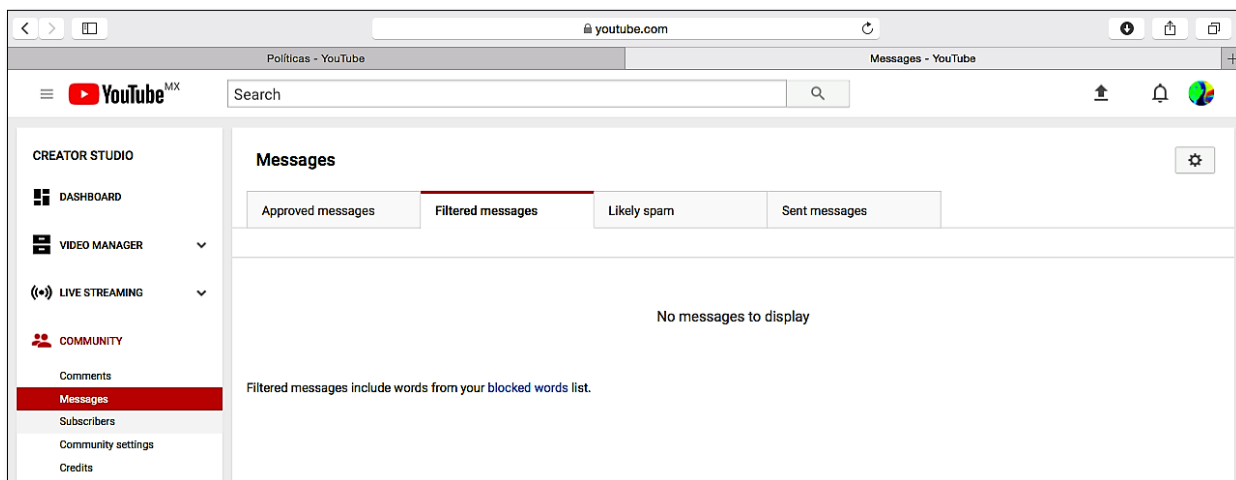 youtube.com
Políticas - YouTube
Messages - YouTube
YouTube MX
Search
CREATOR STUDIO
DASHBOARD
VIDEO MANAGER
LIVE STREAMING
COMMUNITY
Comments
Messages
Subscribers
Community settings
Credits
Messages
Approved messages
Filtered messages
Likely spam
Sent messages
No messages to display
Filtered messages include words from your blocked words list.